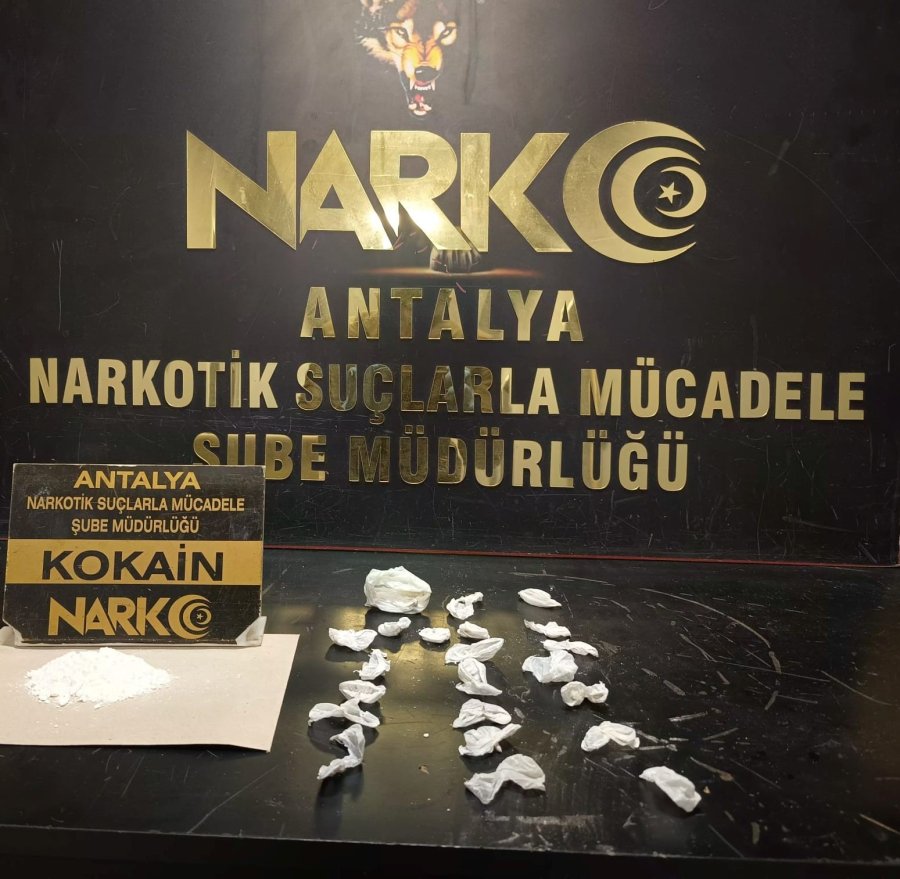 NARKO
ANTALYA
NARKOTİK SUÇLARLA MÜCADELE
ŞUBE MÜDÜRLÜĞÜ
ANTALYA
NARKOTİK SUÇLARLA MÜCADELE
ŞUBE MÜDÜRLÜĞÜ
KOKAİN
NARKO